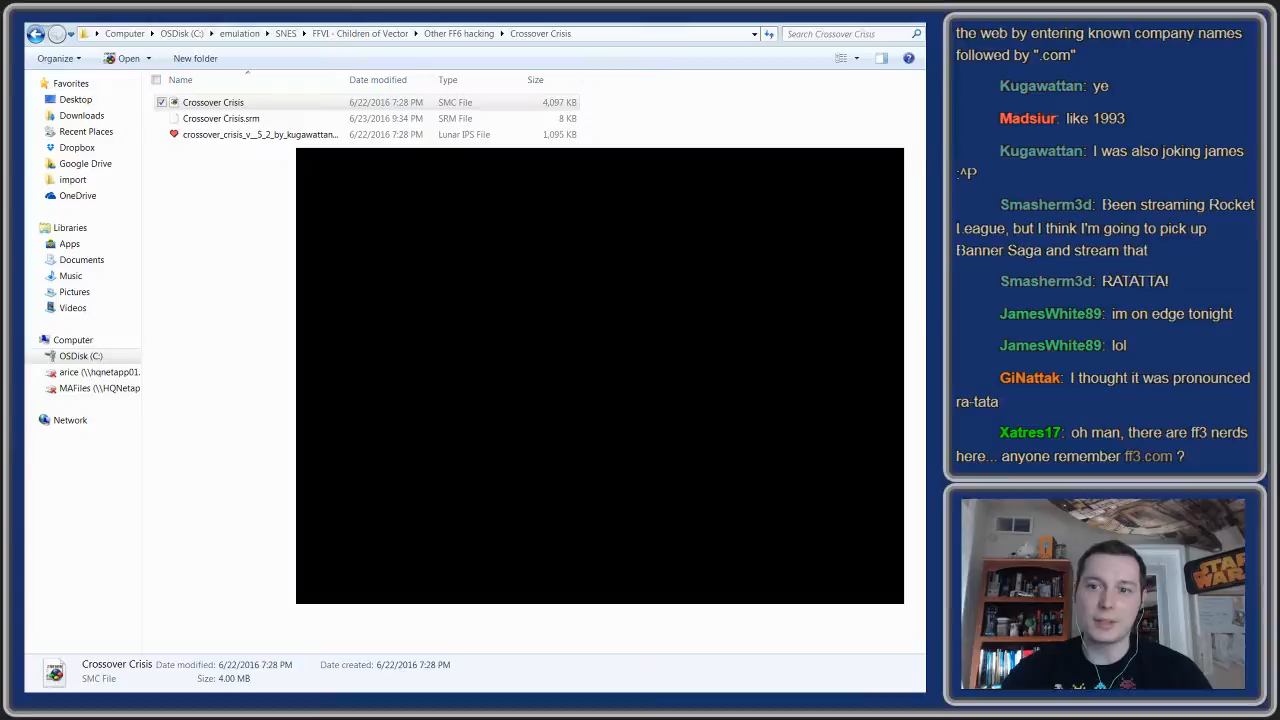 Computer ▸ OSDisk (C:) ▸ emulation ▸ SNES ▸ FFVI - Children of Vector ▸ Other FF6 hacking ▸ Crossover Crisis
Search Crossover Crisis
Organize Open New folder
Name Date modified Type Size
Crossover Crisis 6/22/2016 7:28 PM SMC File 4,097 KB
Crossover Crisis.srm 6/23/2016 9:34 PM SRM File 8 KB
crossover_crisis_v__5_2_by_kugawattan... 6/22/2016 7:28 PM Lunar IPS File 1,095 KB
Favorites
Desktop
Downloads
Recent Places
Dropbox
Google Drive
import
OneDrive
Libraries
Apps
Documents
Music
Pictures
Videos
Computer
OSDisk (C:)
arice (\\hqnetapp01.
MAFiles (\\HQNetap
Network
Crossover Crisis Date modified: 6/22/2016 7:28 PM Date created: 6/22/2016 7:28 PM
SMC File Size: 4.00 MB
the web by entering known company names
followed by ".com"
Kugawattan: ye
Madsiur: like 1993
Kugawattan: I was also joking james
:^P
Smasherm3d: Been streaming Rocket
League, but I think I'm going to pick up
Banner Saga and stream that
Smasherm3d: RATATTA!
JamesWhite89: im on edge tonight
JamesWhite89: lol
GiNattak: I thought it was pronounced
ra-tata
Xatres17: oh man, there are ff3 nerds
here... anyone remember ff3.com ?
STAR
WARS